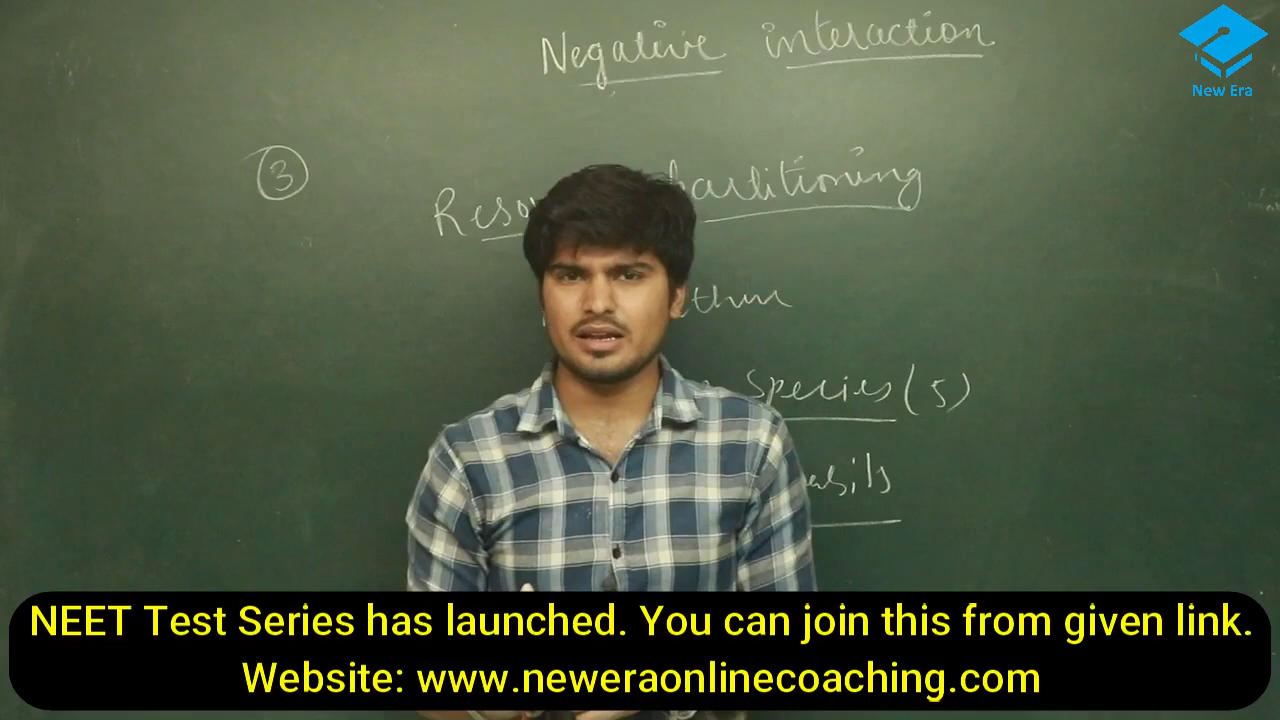 Negative interaction
New Era
3
partitioning
Species (5)
NEET Test Series has launched. You can join this from given link.
Website: www.neweraonlinecoaching.com